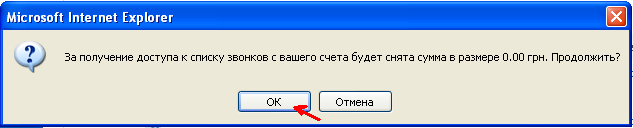 Microsoft Internet Explorer
За получение доступа к списку звонков с вашего счета будет снята сумма в размере 0.00 грн. Продолжить?
OK
Отмена